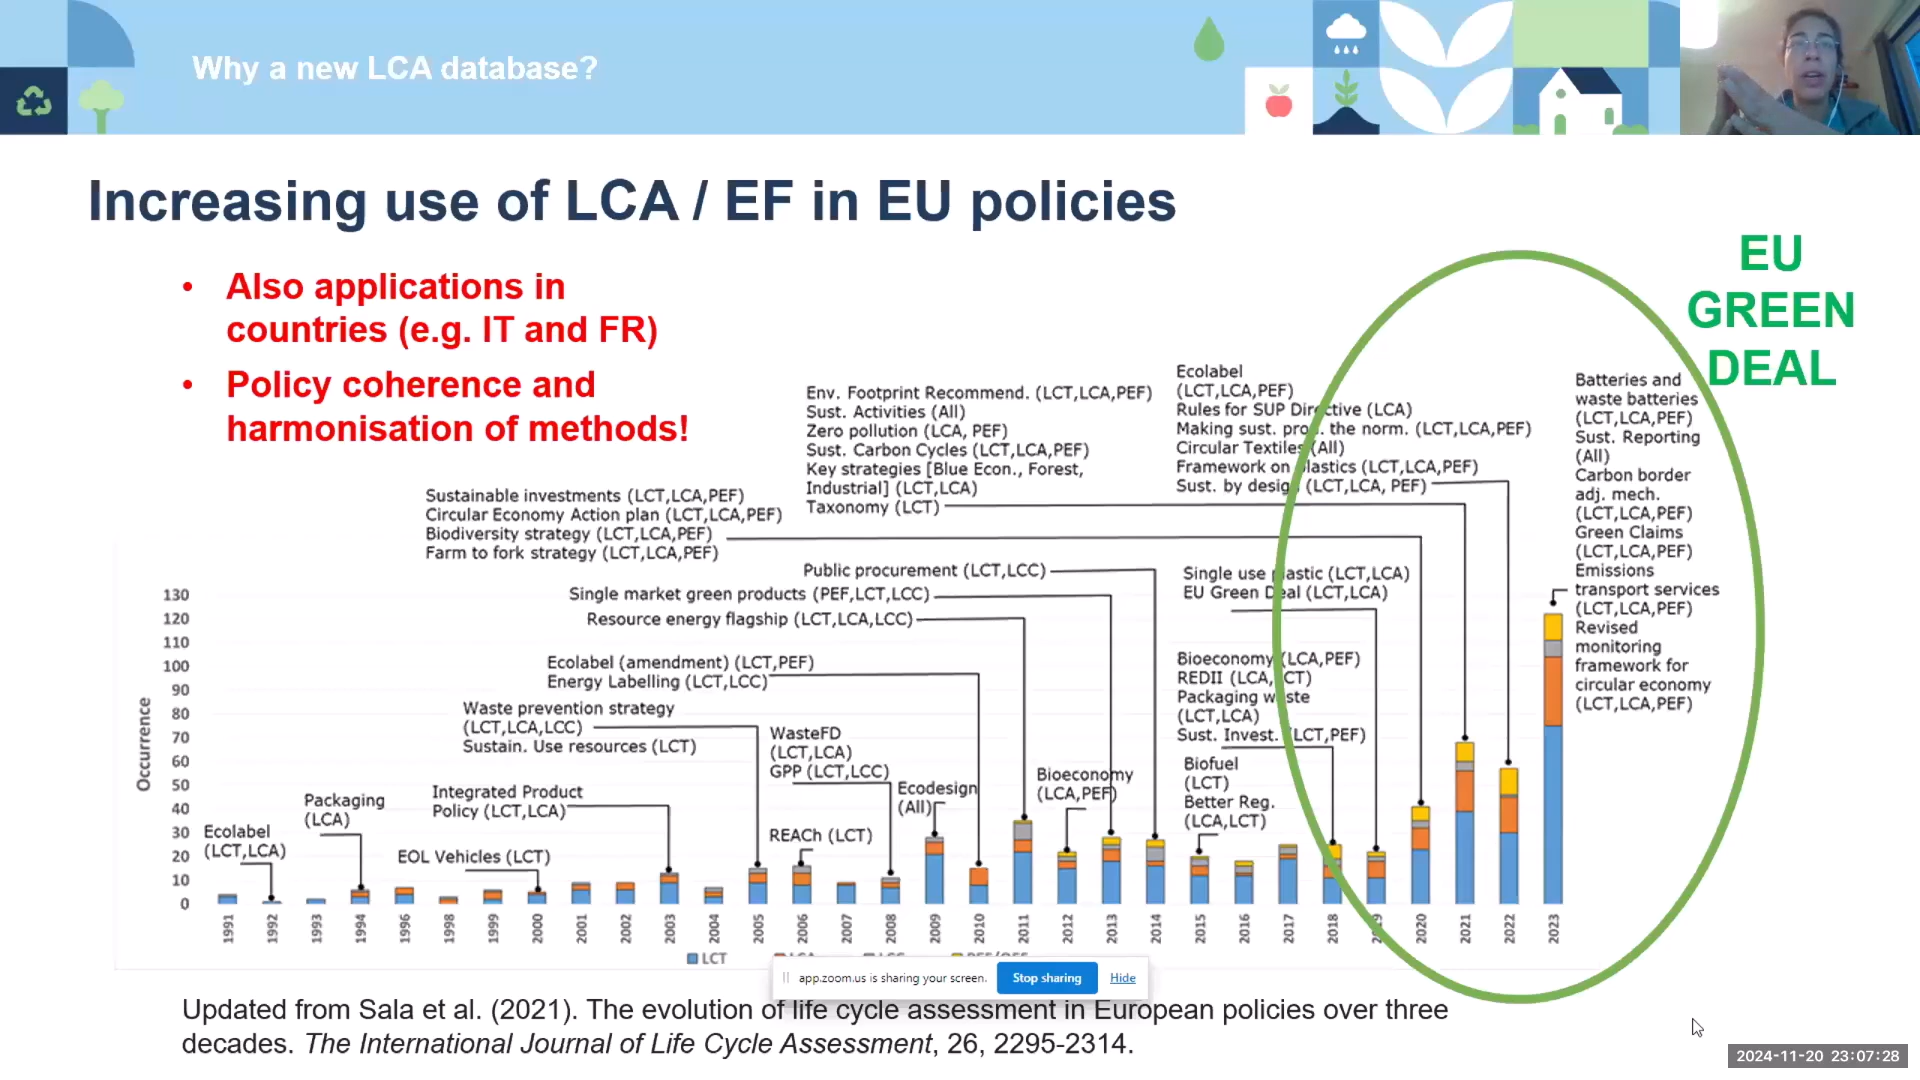 Why a new LCA database?
Increasing use of LCA / EF in EU policies
• Also applications in
countries (e.g. IT and FR)
• Policy coherence and
harmonisation of methods!
EU
GREEN
DEAL
Env. Footprint Recommend. (LCT,LCA,PEF)
Sust. Activities (All)
Zero pollution (LCA, PEF)
Sust. Carbon Cycles (LCT,LCA,PEF)
Key strategies [Blue Econ., Forest,
Industrial] (LCT,LCA)
Taxonomy (LCT)
Ecolabel
(LCT,LCA,PEF)
Rules for SUP Directive (LCA)
Making sust. prod. the norm. (LCT,LCA,PEF)
Circular Textiles (All)
Framework on plastics (LCT,LCA,PEF)
Sust. by design (LCT,LCA, PEF)
Batteries and
waste batteries
(LCT,LCA,PEF)
Sust. Reporting
(All)
Carbon border
adj. mech.
(LCT,LCA,PEF)
Green Claims
(LCT,LCA,PEF)
Emissions
transport services
(LCT,LCA,PEF)
Revised
monitoring
framework for
circular economy
(LCT,LCA,PEF)
Sustainable investments (LCT,LCA,PEF)
Circular Economy Action plan (LCT,LCA,PEF)
Biodiversity strategy (LCT,LCA,PEF)
Farm to fork strategy (LCT,LCA,PEF)
Public procurement (LCT,LCC)
Single market green products (PEF,LCT,LCC)
Resource energy flagship (LCT,LCA,LCC)
Single use plastic (LCT,LCA)
EU Green Deal (LCT,LCA)
Ecolabel (amendment) (LCT,PEF)
Energy Labelling (LCT,LCC)
Bioeconomy (LCA,PEF)
REDII (LCA,LCT)
Packaging waste
(LCT,LCA)
Sust. Invest. (LCT,PEF)
Waste prevention strategy
(LCT,LCA,LCC)
Sustain. Use resources (LCT)
WasteFD
(LCT,LCA)
GPP (LCT,LCC)
Ecodesign
(All)
Bioeconomy
(LCA,PEF)
Biofuel
(LCT)
Better Reg.
(LCA,LCT)
Integrated Product
Policy (LCT,LCA)
Packaging
(LCA)
Ecolabel
(LCT,LCA)
EOL Vehicles (LCT)
REACh (LCT)
Occurrence
130
120
110
100
90
80
70
60
50
40
30
20
10
0
1991 1992 1993 1994 1996 1998 1999 2000 2001 2002 2003 2004 2005 2006 2007 2008 2009 2010 2011 2012 2013 2014 2015 2016 2017 2018 2019 2020 2021 2022 2023
LCT
app.zoom.us is sharing your screen. Stop sharing Hide
Updated from Sala et al. (2021). The evolution of life cycle assessment in European policies over three
decades. The International Journal of Life Cycle Assessment, 26, 2295-2314.
2024-11-20 23:07:28